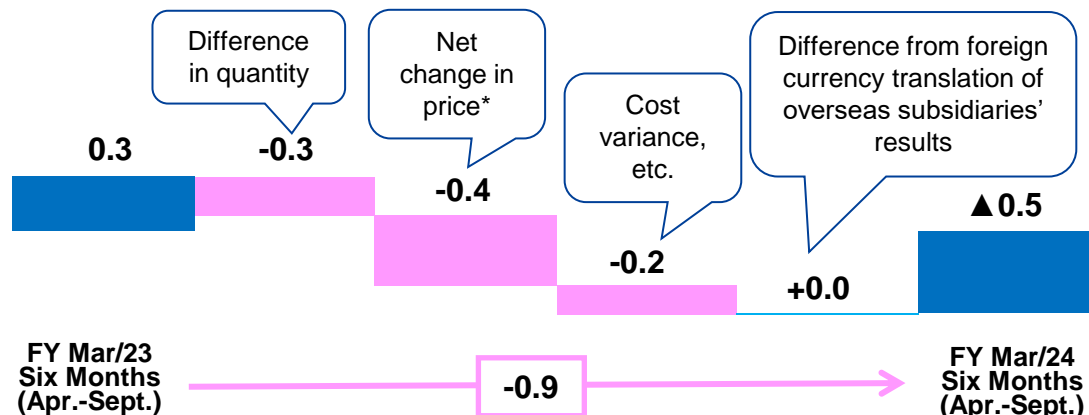 Difference
in quantity
Net
change in
price*
Cost
variance,
etc.
Difference from foreign
currency translation of
overseas subsidiaries’
results
0.3
-0.3
-0.4
-0.2
+0.0
▲0.5
FY Mar/23
Six Months
(Apr.-Sept.)
-0.9
FY Mar/24
Six Months
(Apr.-Sept.)